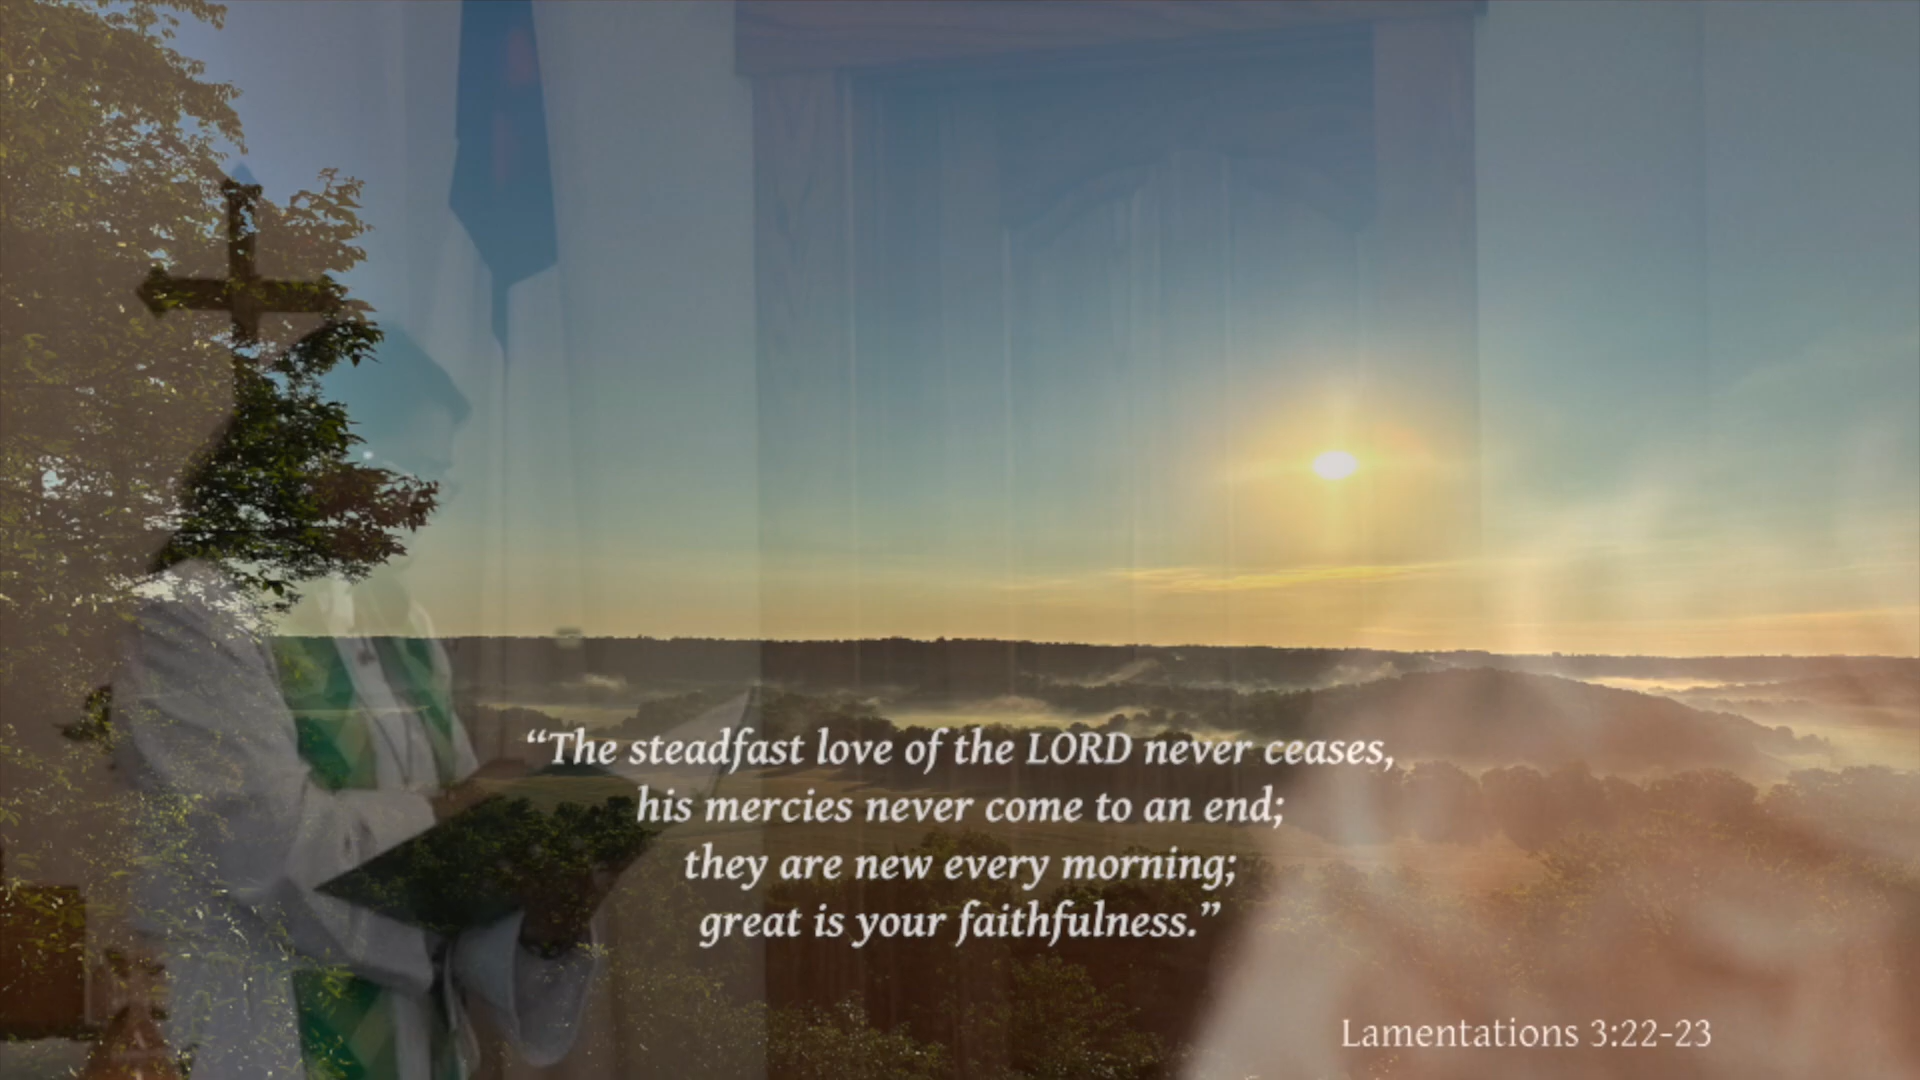 “The steadfast love of the LORD never ceases,
his mercies never come to an end;
they are new every morning;
great is your faithfulness.”
Lamentations 3:22-23